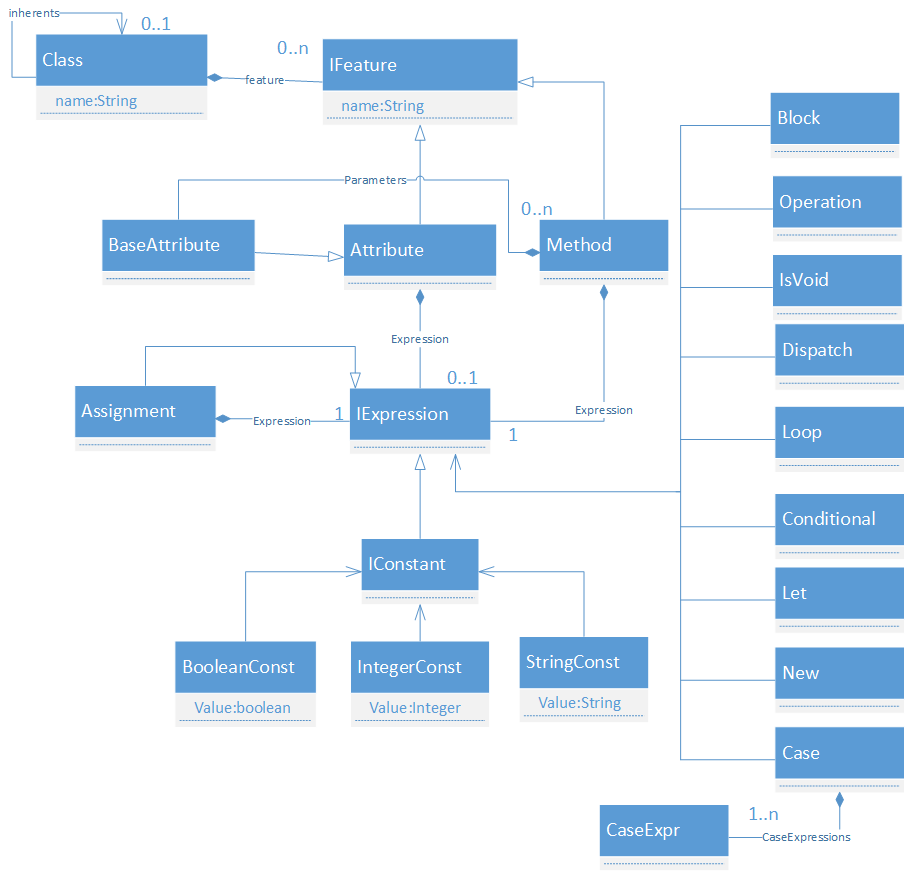 inherents
0..1
Class
name:String
feature
0..n
IFeature
name:String
Block
Parameters
Operation
0..n
BaseAttribute
Attribute
Method
IsVoid
Expression
Dispatch
0..1
Assignment
Expression
1
IExpression
Expression
1
Loop
Conditional
IConstant
Let
BooleanConst
Value:boolean
IntegerConst
Value:Integer
StringConst
Value:String
New
Case
1..n
CaseExpr
CaseExpressions